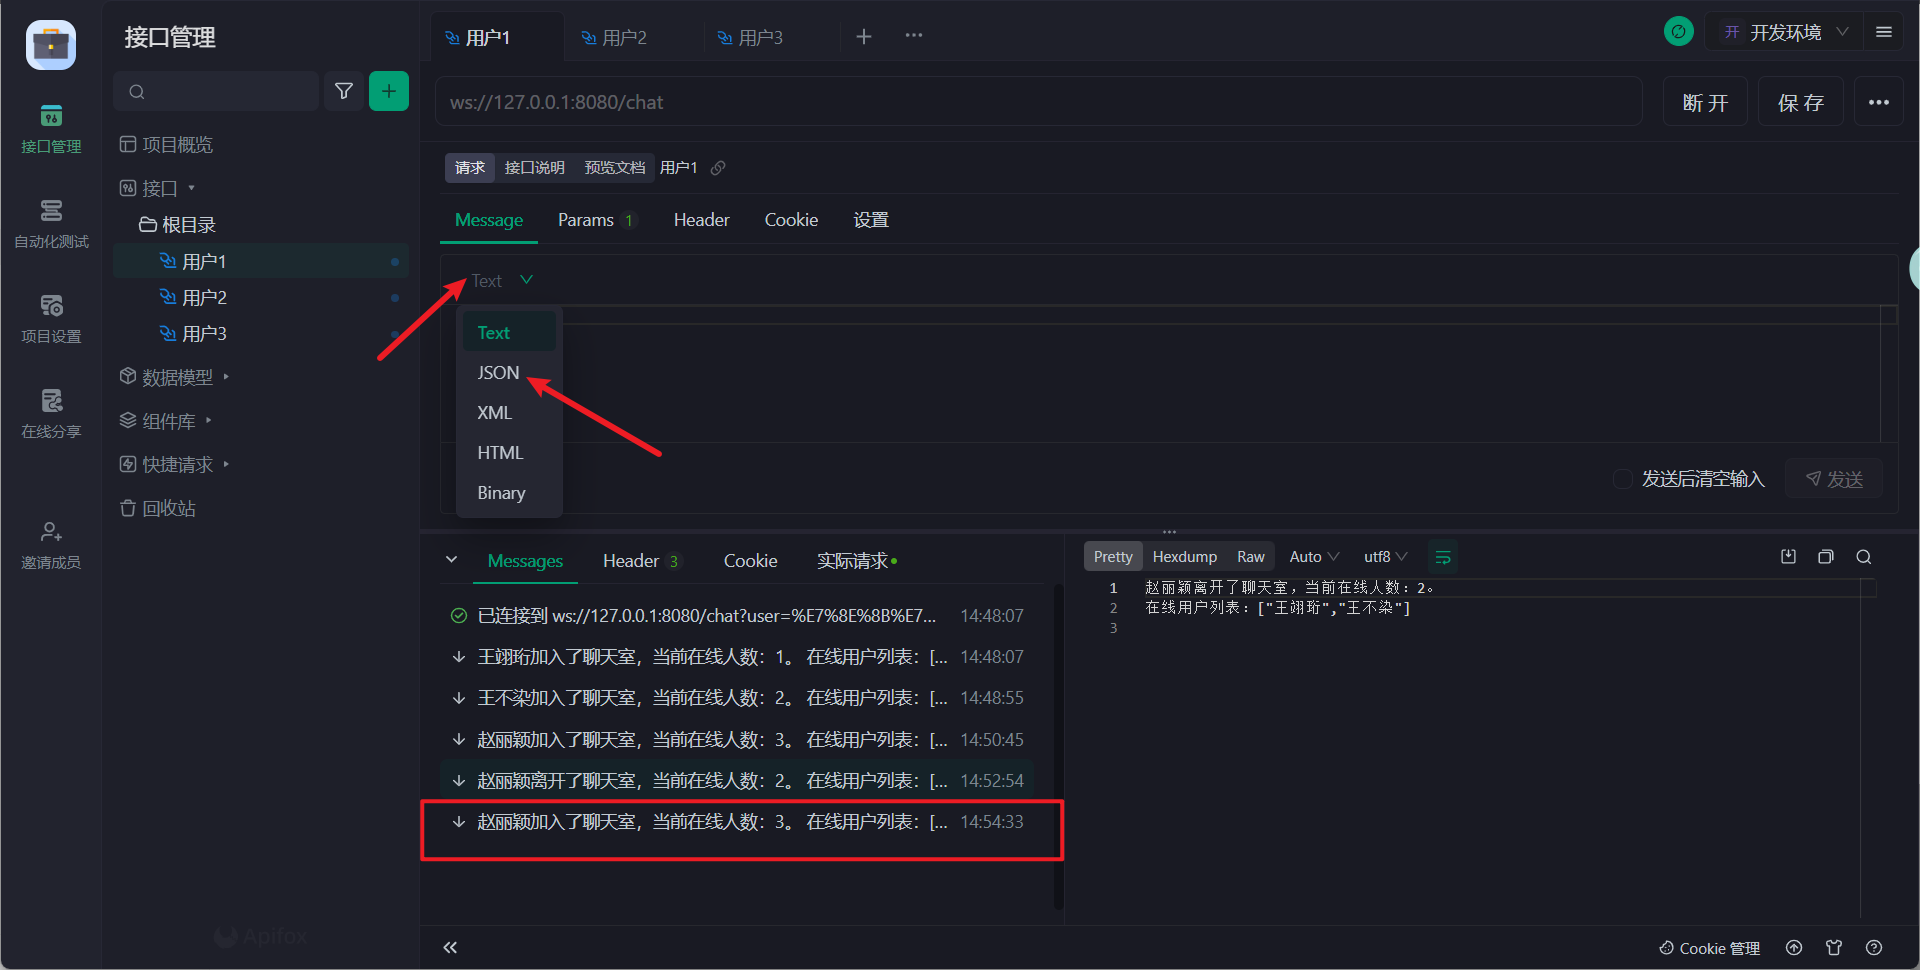 接口管理
用户1
用户2
用户3
开 开发环境
ws://127.0.0.1:8080/chat
断 开
保 存
接口管理
自动化测试
项目设置
在线分享
邀请成员
项目概览
接口
根目录
用户1
用户2
用户3
数据模型
组件库
快捷请求
回收站
Apifox
请求 接口说明 预览文档 用户1
Message Params 1 Header Cookie 设置
Text
Text
JSON
XML
HTML
Binary
发送后清空输入 发送
Messages Header 3 Cookie 实际请求
已连接到 ws://127.0.0.1:8080/chat?user=%E7%8E%8B%E7... 14:48:07
王翊珩加入了聊天室，当前在线人数：1。 在线用户列表：[... 14:48:07
王不染加入了聊天室，当前在线人数：2。 在线用户列表：[... 14:48:55
赵丽颖加入了聊天室，当前在线人数：3。 在线用户列表：[... 14:50:45
赵丽颖离开了聊天室，当前在线人数：2。 在线用户列表：[... 14:52:54
赵丽颖加入了聊天室，当前在线人数：3。 在线用户列表：[... 14:54:33
Pretty Hexdump Raw Auto utf8
1 赵丽颖离开了聊天室，当前在线人数：2。
2 在线用户列表：["王翊珩","王不染"]
3
Cookie 管理